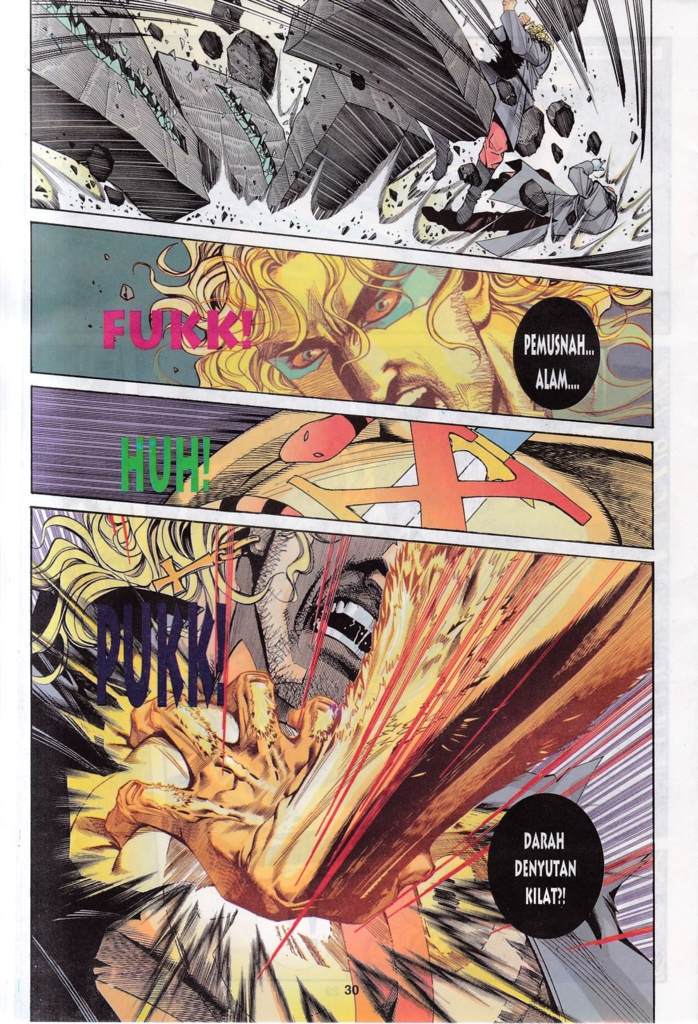 FUKK!
PEMUSNAH...
ALAM....
HUH!
PUKK!
DARAH
DENYUTAN
KILAT?!
30